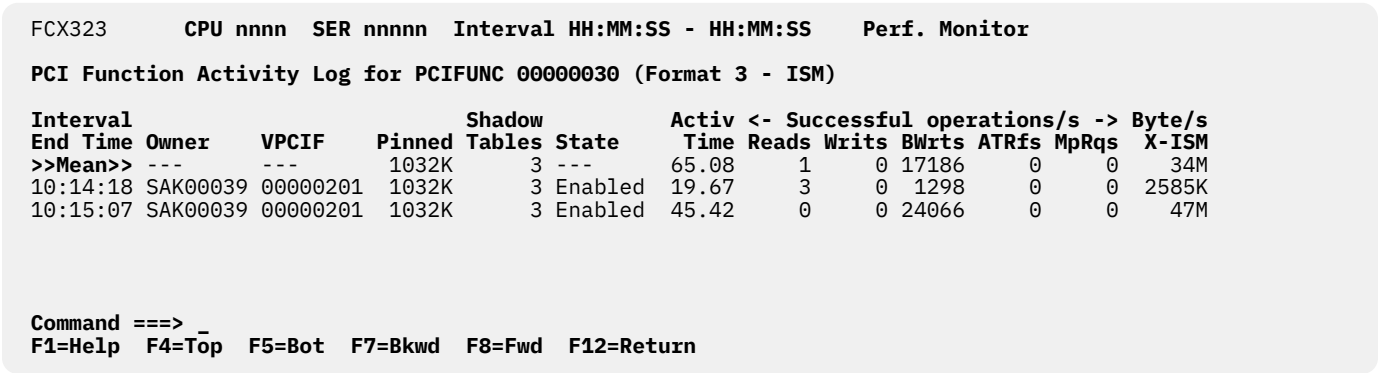 FCX323      CPU nnnn  SER nnnnn  Interval HH:MM:SS - HH:MM:SS    Perf. Monitor
PCI Function Activity Log for PCIFUNC 00000030 (Format 3 - ISM)
Interval                          Shadow          Activ <- Successful operations/s -> Byte/s
End Time Owner    VPCIF    Pinned Tables State     Time Reads Writs BWrts ATRfs MpRqs  X-ISM
>>Mean>> ---      ---       1032K      3 ---      65.08     1     0 17186     0     0    34M
10:14:18 SAK00039 00000201  1032K      3 Enabled  19.67     3     0  1298     0     0  2585K
10:15:07 SAK00039 00000201  1032K      3 Enabled  45.42     0     0 24066     0     0    47M
Command ===> _
F1=Help  F4=Top  F5=Bot  F7=Bkwd  F8=Fwd  F12=Return